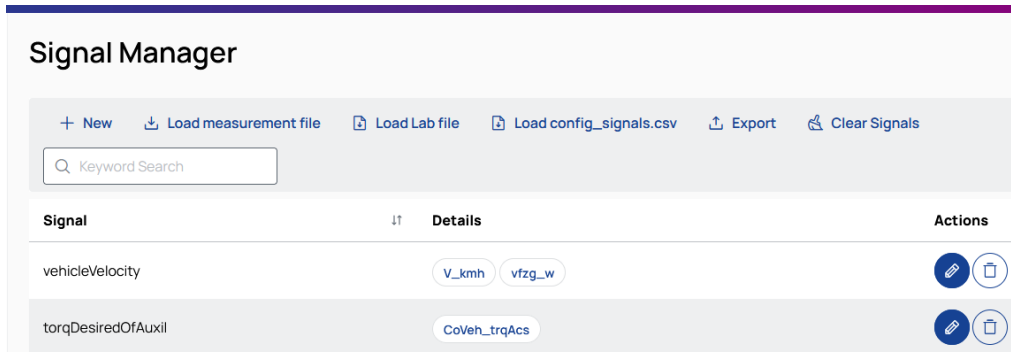 Signal Manager
New Load measurement file Load Lab file Load config_signals.csv Export Clear Signals
Keyword Search
Signal Details Actions
vehicleVelocity V_kmh vfzg_w
torqDesiredOfAuxil CoVeh_trqAcs